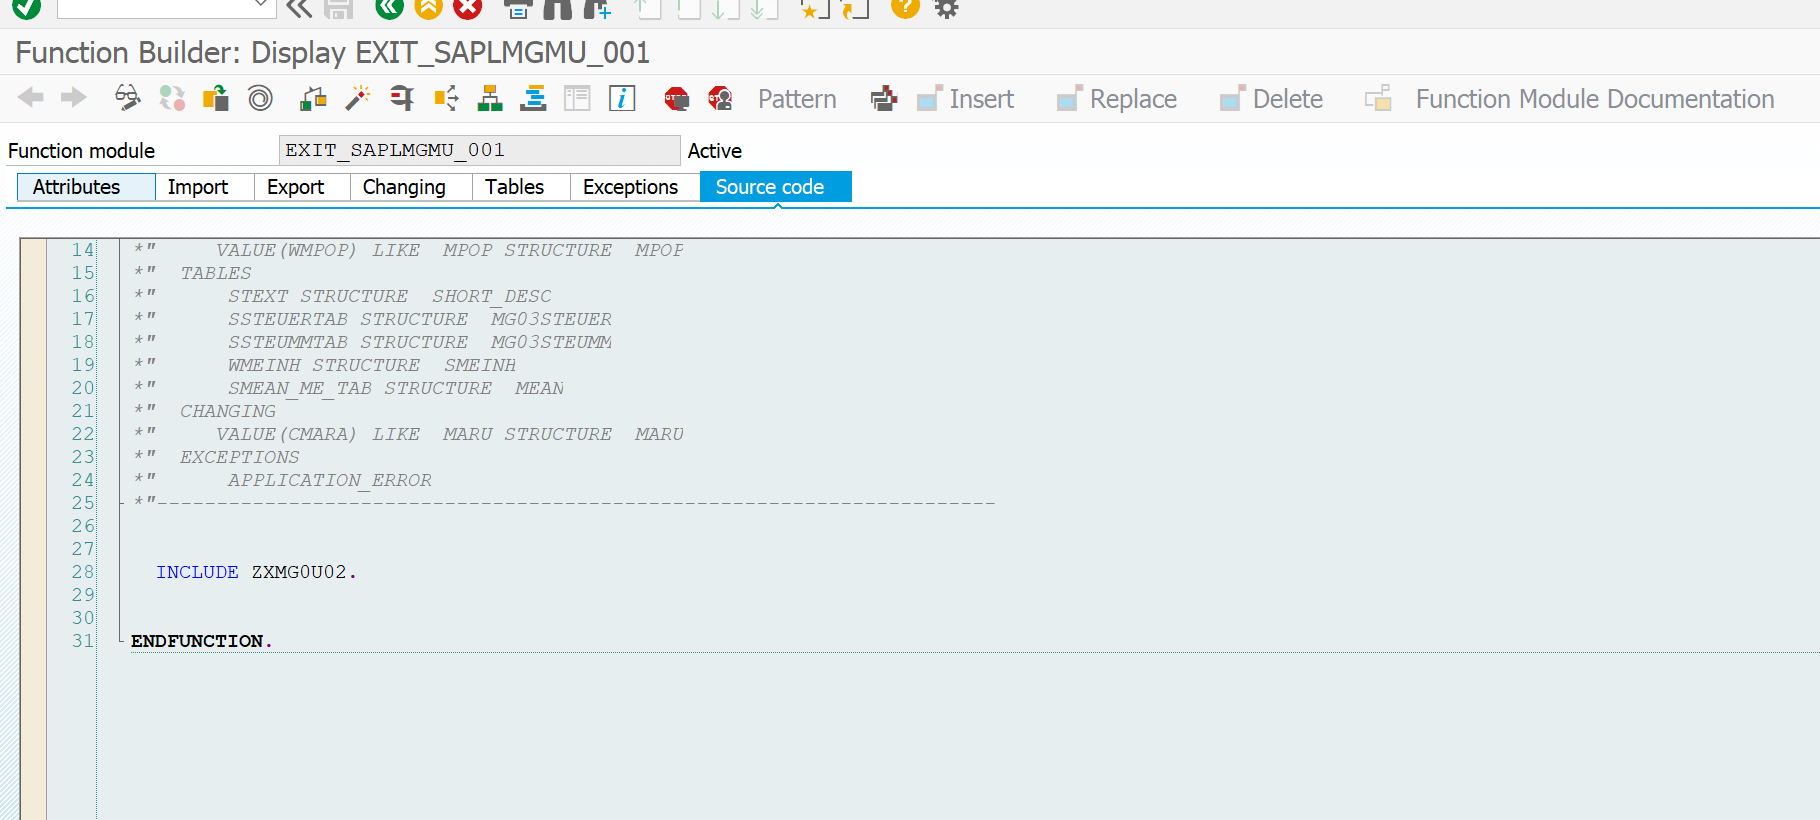 Function Builder: Display EXIT_SAPLMGMU_001
Pattern Insert Replace Delete Function Module Documentation
Function module EXIT_SAPLMGMU_001 Active
Attributes Import Export Changing Tables Exceptions Source code
14 *" VALUE(WMPOP) LIKE MPOP STRUCTURE MPOP
15 *" TABLES
16 *" STEXT STRUCTURE SHORT_DESC
17 *" SSTEUERTAB STRUCTURE MG03STEUER
18 *" SSTEUMMTAB STRUCTURE MG03STEUMM
19 *" WMEINH STRUCTURE SMEINH
20 *" SMEAN_ME_TAB STRUCTURE MEAN
21 *" CHANGING
22 *" VALUE(CMARA) LIKE MARU STRUCTURE MARU
23 *" EXCEPTIONS
24 *" APPLICATION_ERROR
25 *"----------------------------------------------------------------------
26
27
28 INCLUDE ZXMG0U02.
29
30
31 ENDFUNCTION.